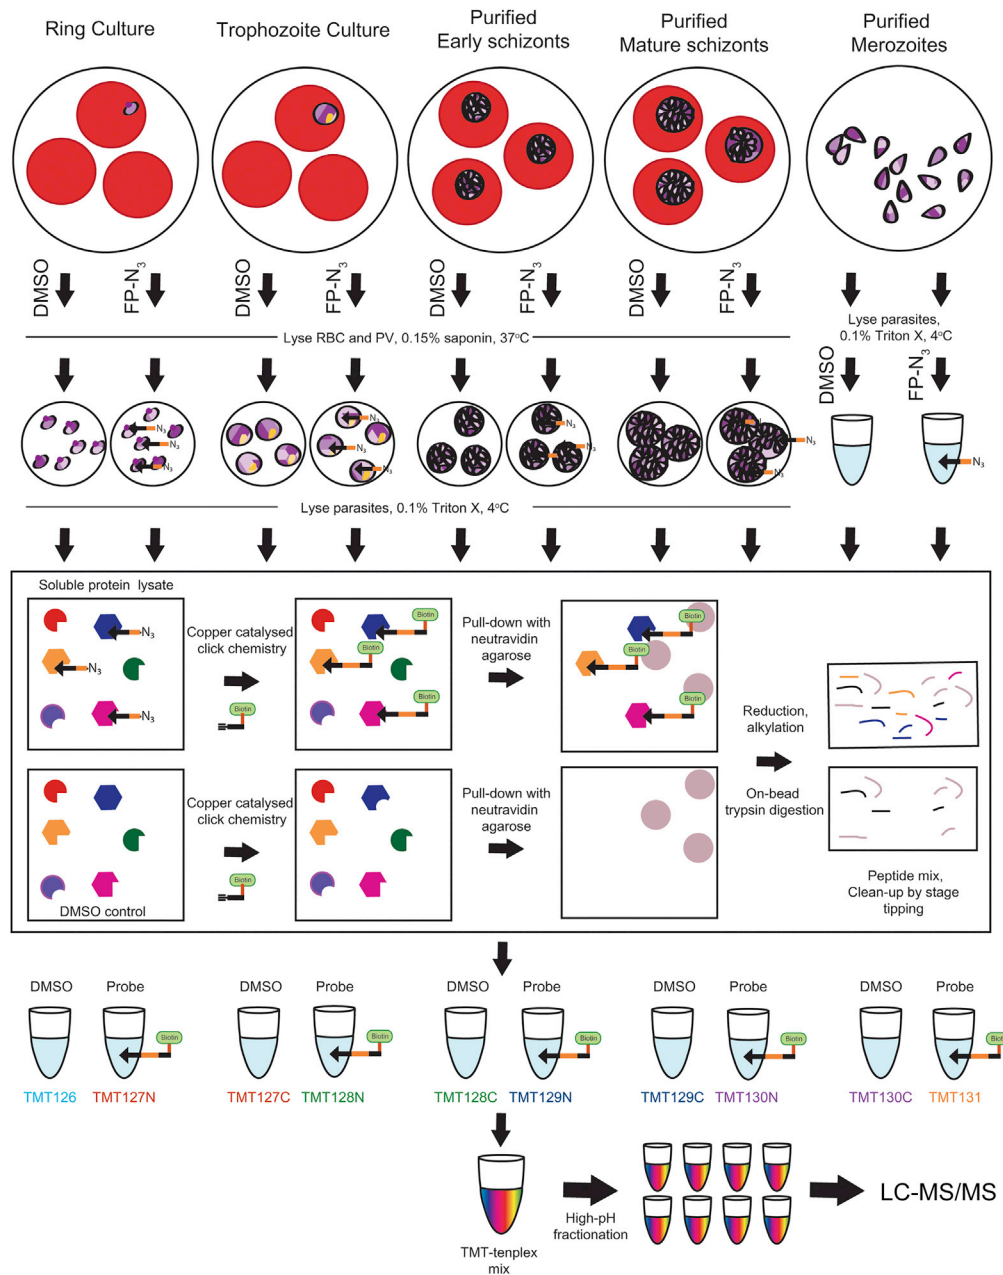 Ring Culture
Trophozoite Culture
Purified
Early schizonts
Purified
Mature schizonts
Purified
Merozoites
DMSO
FP-N3
DMSO
FP-N3
DMSO
FP-N3
DMSO
FP-N3
Lyse RBC and PV, 0.15% saponin, 37°C
Lyse parasites,
0.1% Triton X, 4°C
DMSO
FP-N3
N3
N3
N3
N3
N3
N3
N3
N3
N3
N3
N3
N3
Lyse parasites, 0.1% Triton X, 4°C
Soluble protein lysate
N3
N3
N3
Copper catalysed
click chemistry
Biotin
Biotin
Biotin
Biotin
Pull-down with
neutravidin
agarose
Biotin
Biotin
Biotin
Reduction,
alkylation
On-bead
trypsin digestion
DMSO control
Copper catalysed
click chemistry
Biotin
Pull-down with
neutravidin
agarose
Peptide mix,
Clean-up by stage
tipping
DMSO Probe DMSO Probe DMSO Probe DMSO Probe DMSO Probe
Biotin Biotin Biotin Biotin Biotin
TMT126 TMT127N TMT127C TMT128N TMT128C TMT129N TMT129C TMT130N TMT130C TMT131
TMT-tenplex
mix
High-pH
fractionation
LC-MS/MS